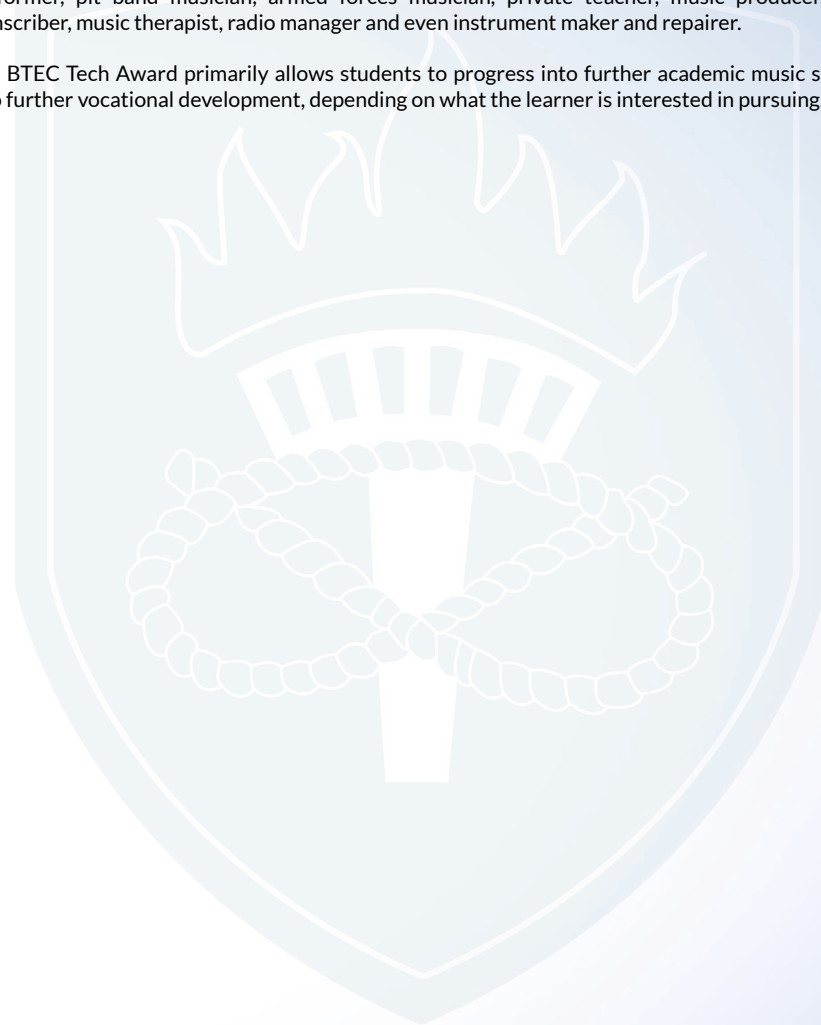 pit band musician, armed forces musician, private teacher, music producer
music therapist, radio manager and even instrument maker and repairer.
BTEC Tech Award primarily allows students to progress into further academic music
further vocational development, depending on what the learner is interested in pursuing